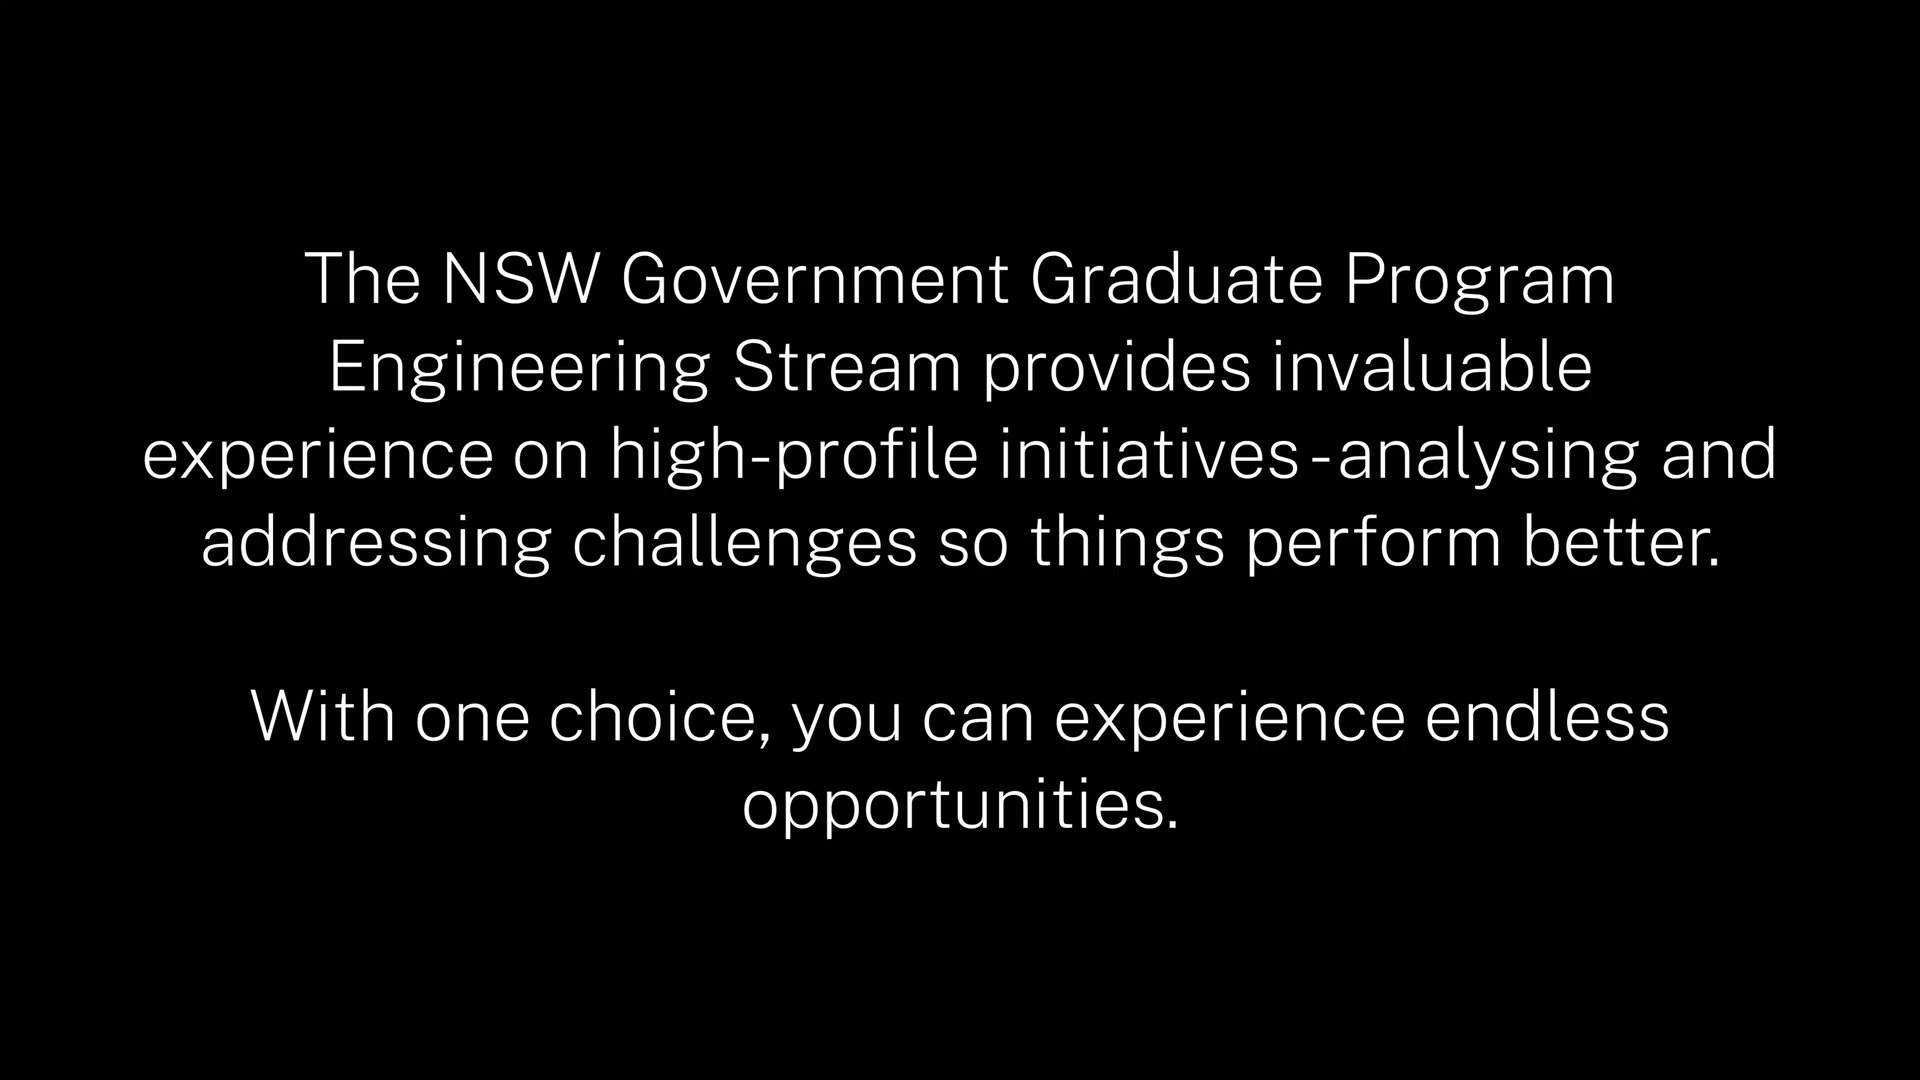 The NSW Government Graduate Program
Engineering Stream provides invaluable
experience on high-profile initiatives - analysing and
addressing challenges so things perform better.
With one choice, you can experience endless
opportunities.